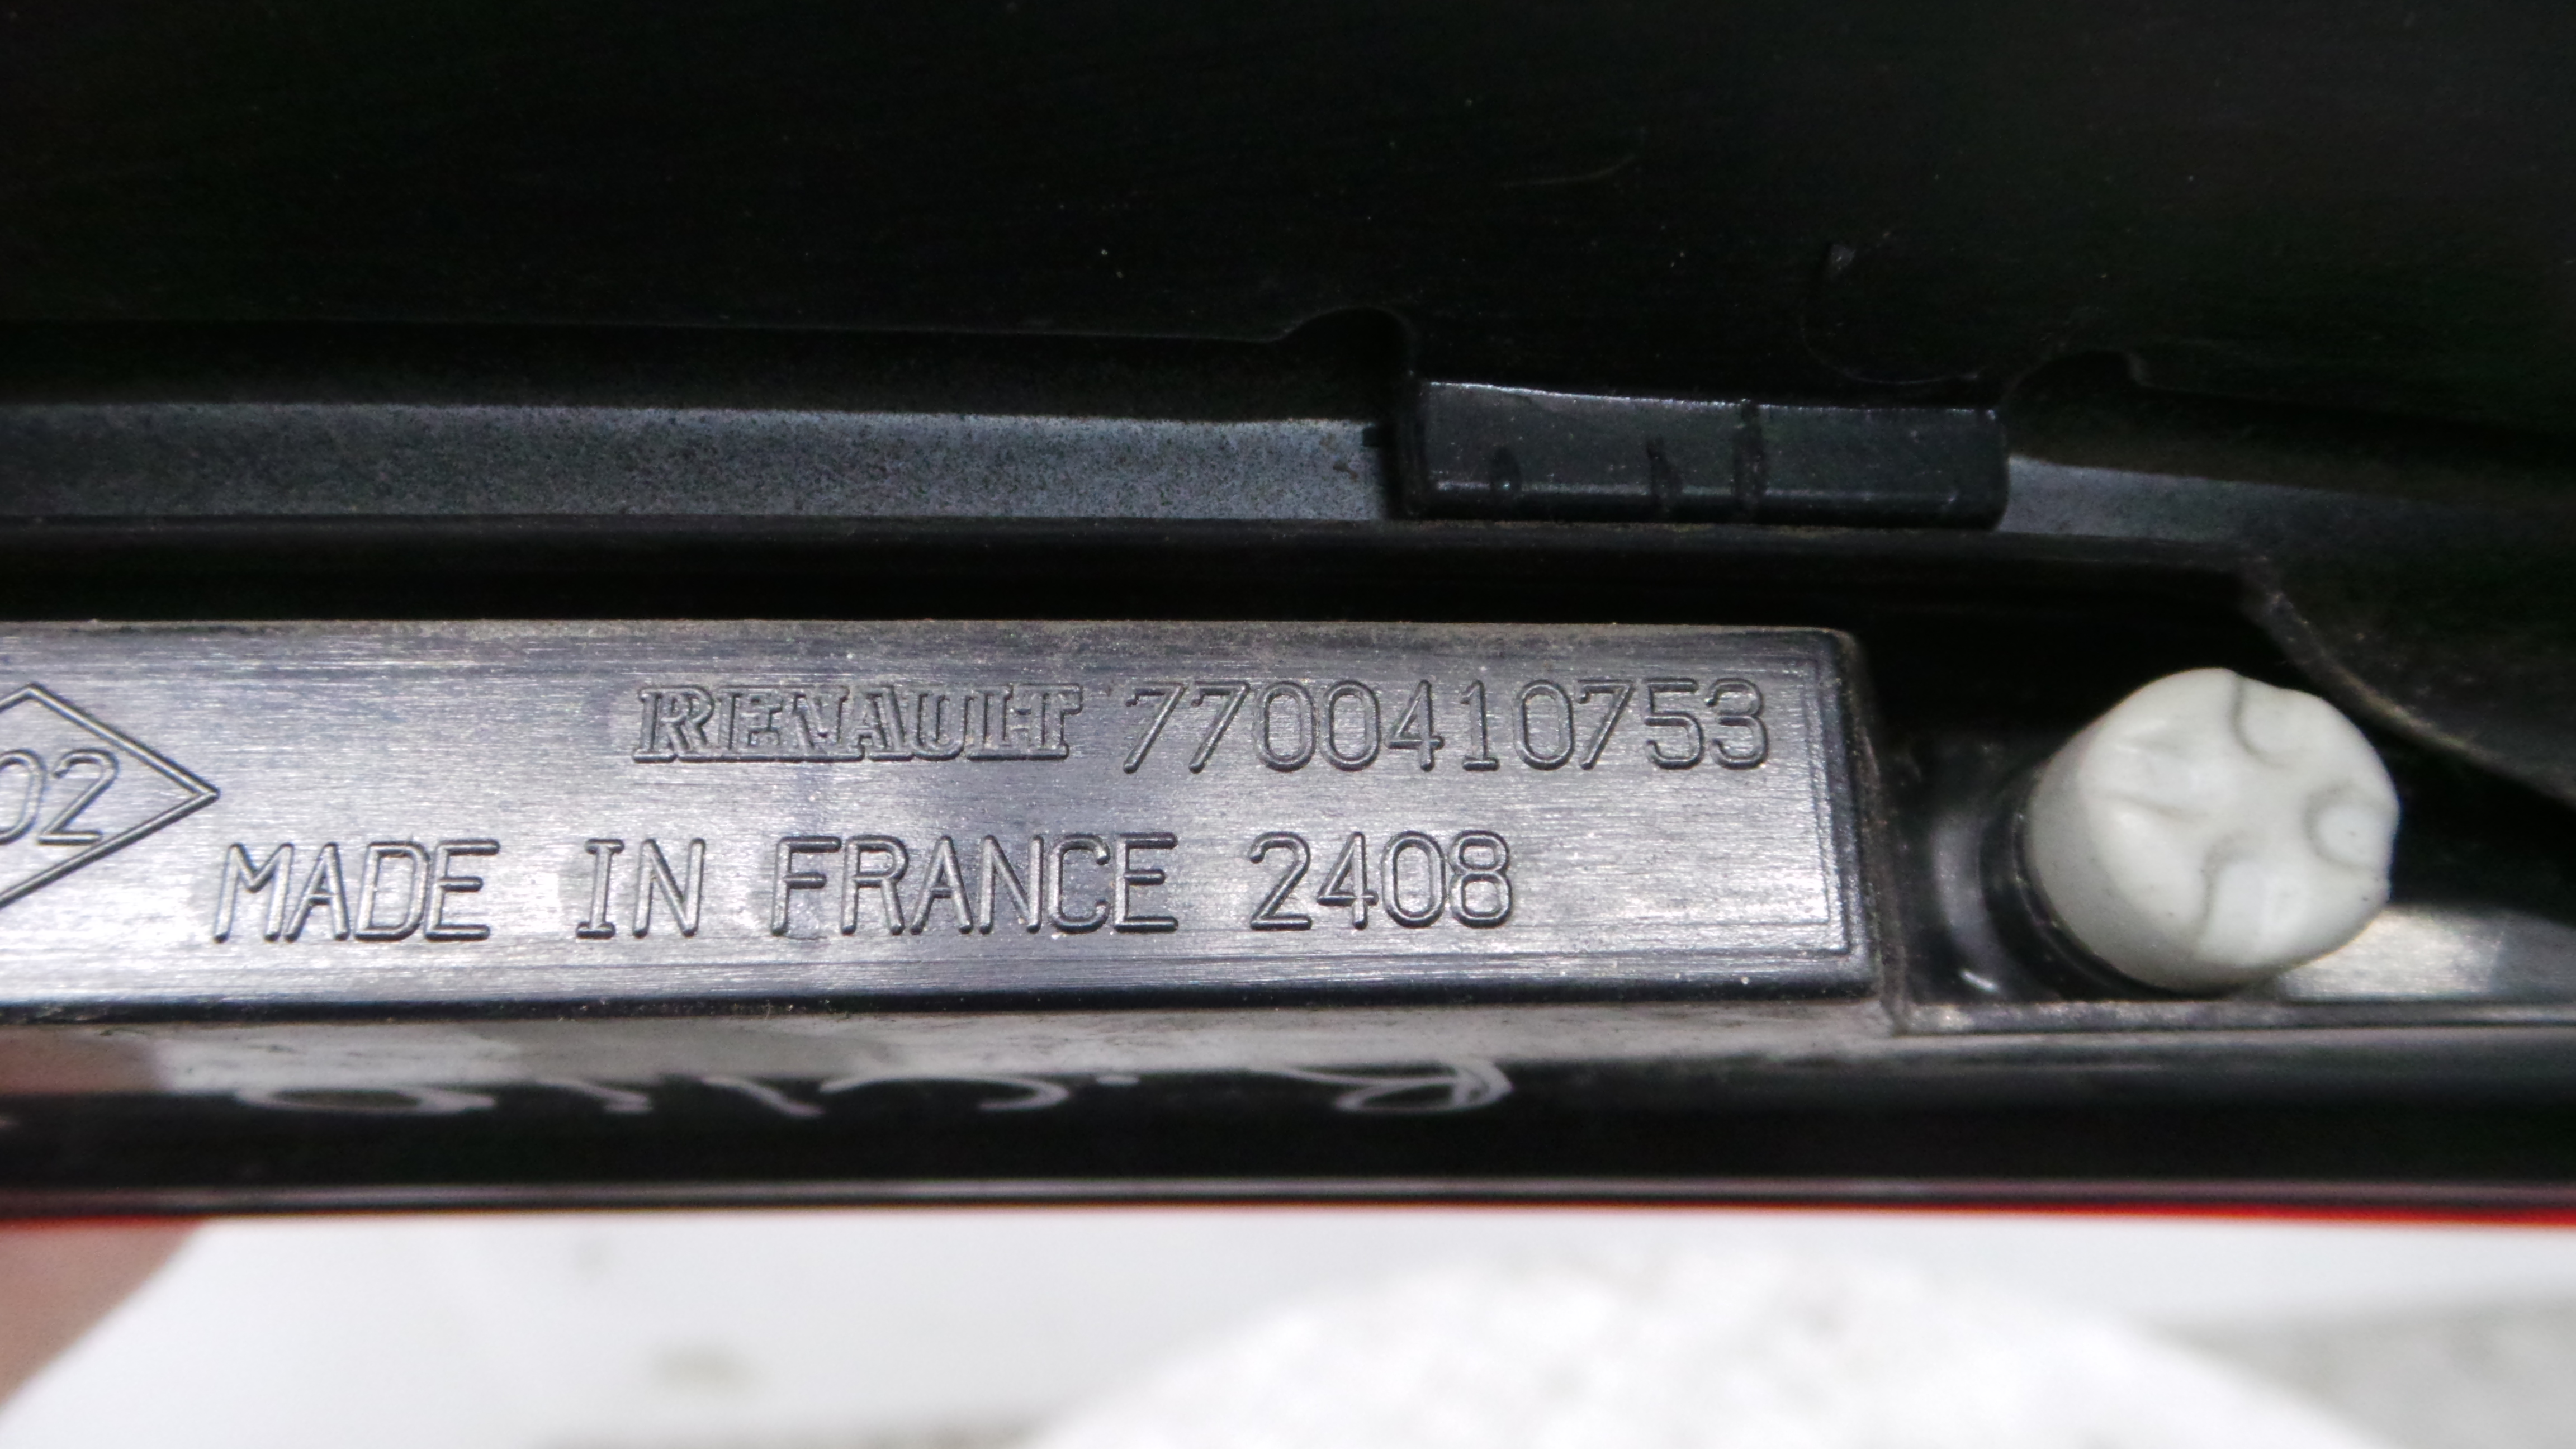 RENAULT 7700410753
02
MADE IN FRANCE 2408